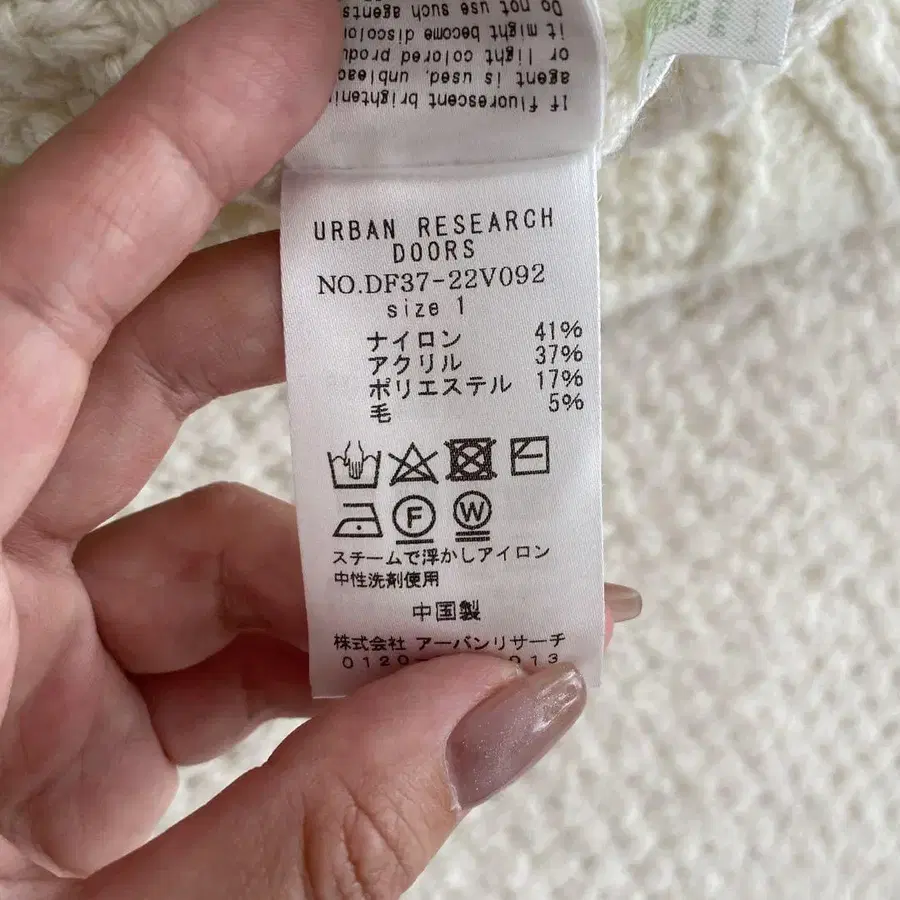 If fluorescent
agent is used,
or light colored
it might become
Do not use such agents
URBAN RESEARCH
DOORS
NO.DF37-22V092
size 1
ナイロン 41%
アクリル 37%
ポリエステル 17%
毛 5%
F W
スチームで浮かしアイロン
中性洗剤使用
中国製
株式会社 アーバンリサーチ
0120- 013